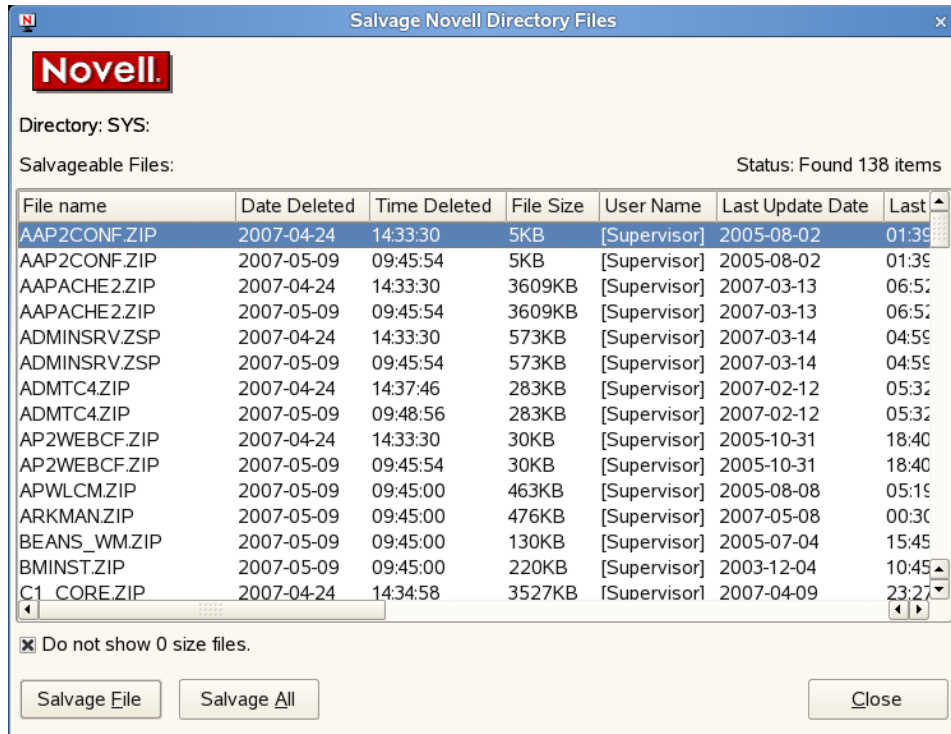 N Salvage Novell Directory Files
Novell.
Directory: SYS:
Salvageable Files: Status: Found 138 items
File name Date Deleted Time Deleted File Size User Name Last Update Date Last
AAP2CONF.ZIP 2007-04-24 14:33:30 5KB [Supervisor] 2005-08-02 01:39
AAP2CONF.ZIP 2007-05-09 09:45:54 5KB [Supervisor] 2005-08-02 01:39
AAPACHE2.ZIP 2007-04-24 14:33:30 3609KB [Supervisor] 2007-03-13 06:52
AAPACHE2.ZIP 2007-05-09 09:45:54 3609KB [Supervisor] 2007-03-13 06:52
ADMINSRV.ZSP 2007-04-24 14:33:30 573KB [Supervisor] 2007-03-14 04:59
ADMINSRV.ZSP 2007-05-09 09:45:54 573KB [Supervisor] 2007-03-14 04:59
ADMTC4.ZIP 2007-04-24 14:37:46 283KB [Supervisor] 2007-02-12 05:32
ADMTC4.ZIP 2007-05-09 09:48:56 283KB [Supervisor] 2007-02-12 05:32
AP2WEBCF.ZIP 2007-04-24 14:33:30 30KB [Supervisor] 2005-10-31 18:40
AP2WEBCF.ZIP 2007-05-09 09:45:54 30KB [Supervisor] 2005-10-31 18:40
APWLCM.ZIP 2007-05-09 09:45:00 463KB [Supervisor] 2005-08-08 05:19
ARKMAN.ZIP 2007-05-09 09:45:00 476KB [Supervisor] 2007-05-08 00:30
BEANS_WM.ZIP 2007-05-09 09:45:00 130KB [Supervisor] 2005-07-04 15:45
BMINST.ZIP 2007-05-09 09:45:00 220KB [Supervisor] 2003-12-04 10:45
C1_CORE.ZIP 2007-04-24 14:34:58 3527KB [Supervisor] 2007-04-09 23:27
Do not show 0 size files.
Salvage File Salvage All Close